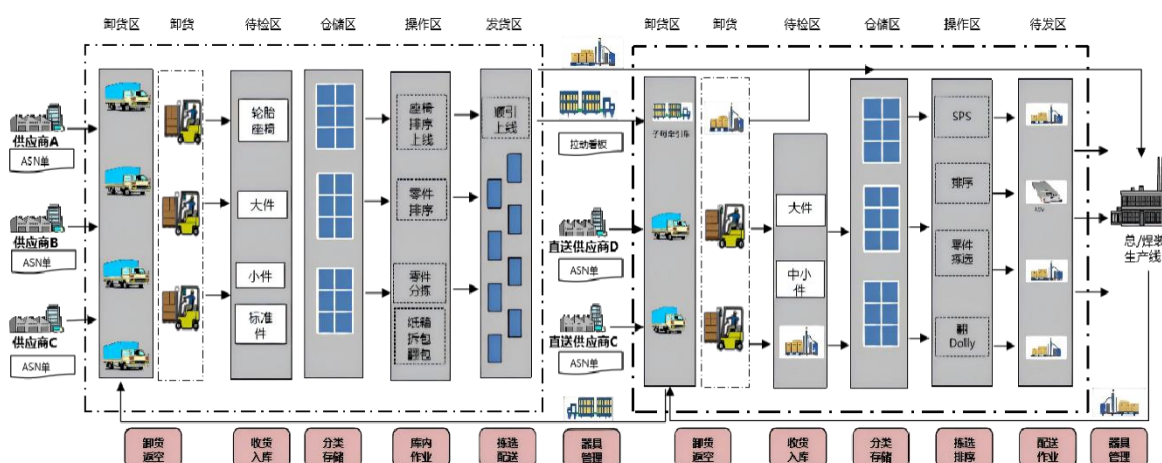 卸货区 卸货 待检区 仓储区 操作区 发货区 卸货区 卸货 待检区 仓储区 操作区 待发区
供应商A
ASN单
供应商B
ASN单
供应商C
ASN单
轮胎
座椅
大件
小件
标准
件
座椅
排序
上线
零件
排序
零件
分拣
纸箱
拆包
翻包
顺引
上线
拉动看板
直送供应商D
ASN单
直送供应商C
ASN单
子母牵引车
大件
中小
件
SPS
排序
零件
拣选
翻
Dolly
总/焊装
生产线
卸货
返空
收货
入库
分类
存储
库内
作业
拣选
配送
器具
管理
卸货
返空
收货
入库
分类
存储
拣选
排序
配送
作业
器具
管理